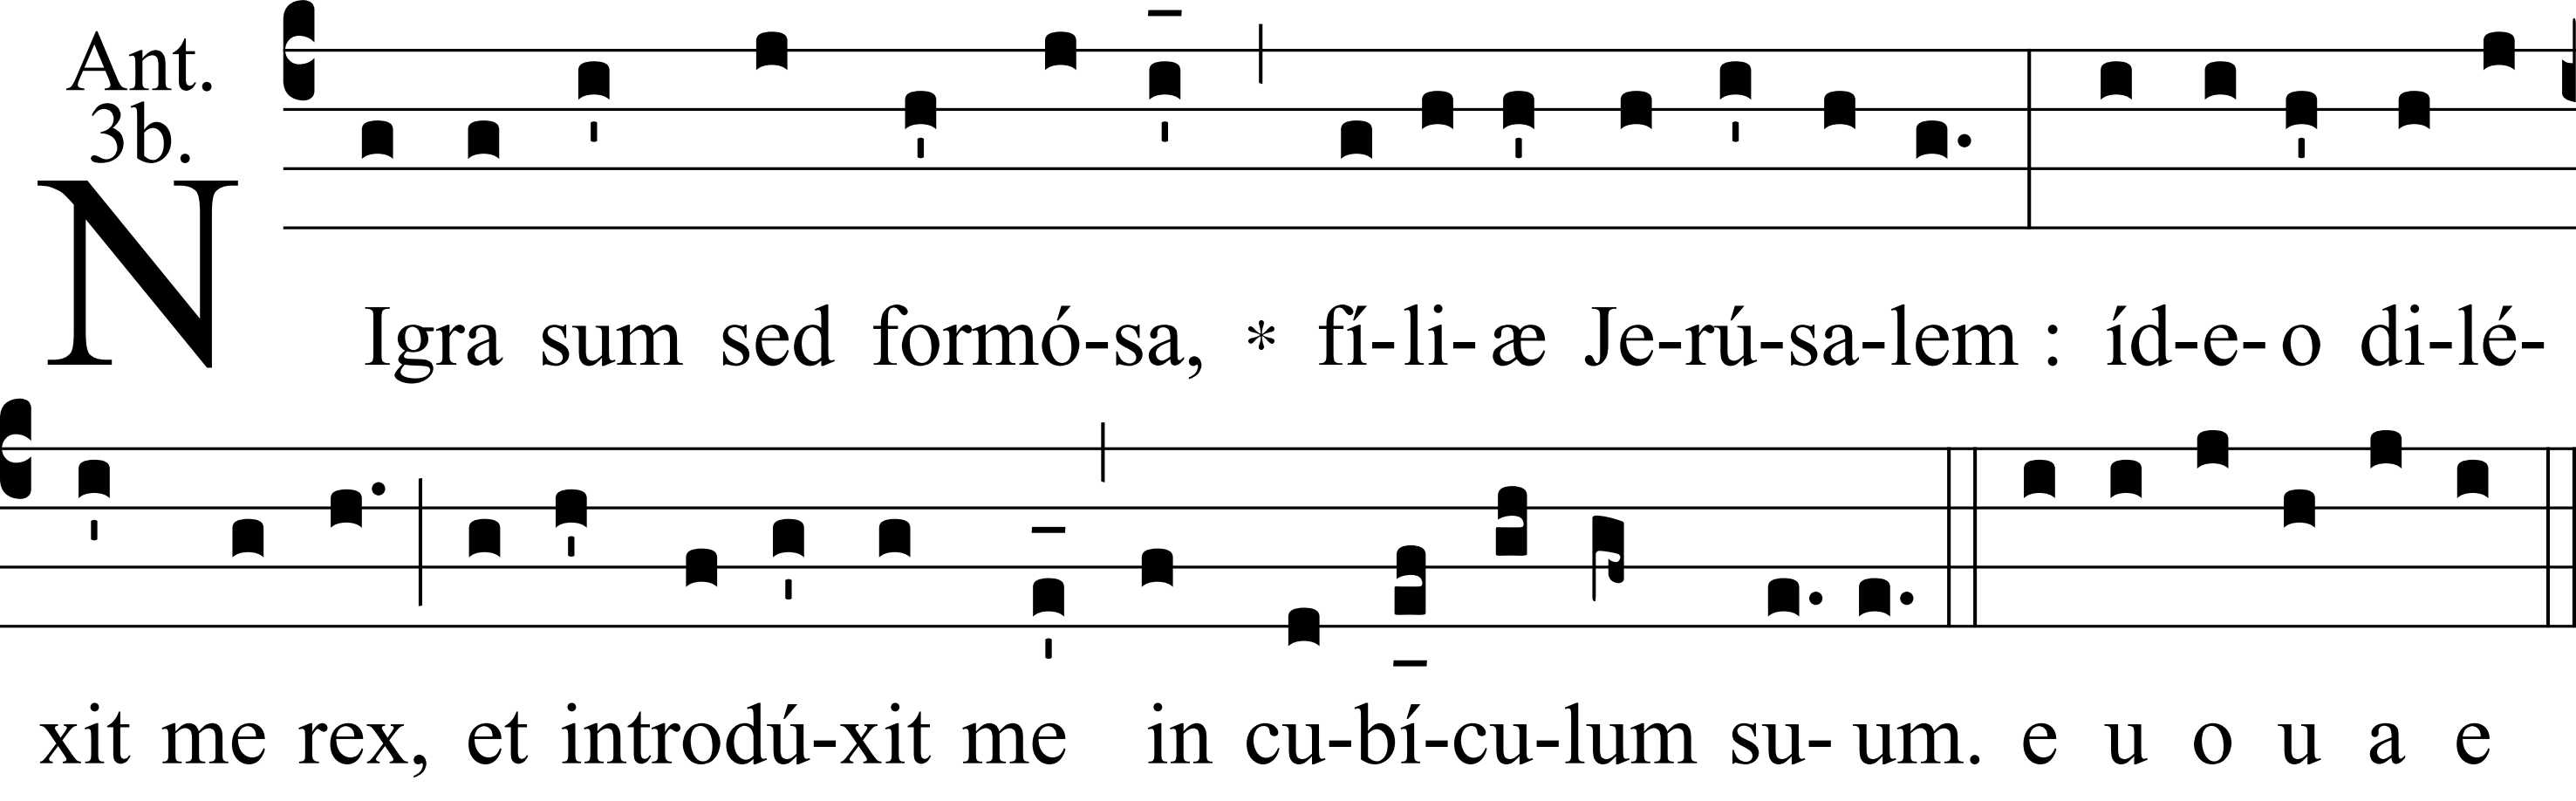 Ant.
3b.
NIgra sum sed formó-sa, * fí-li-æ Je-rú-sa-lem : íd-e-o di-lé-
xit me rex, et introdú-xit me in cu-bí-cu-lum su-um. e u o u a e